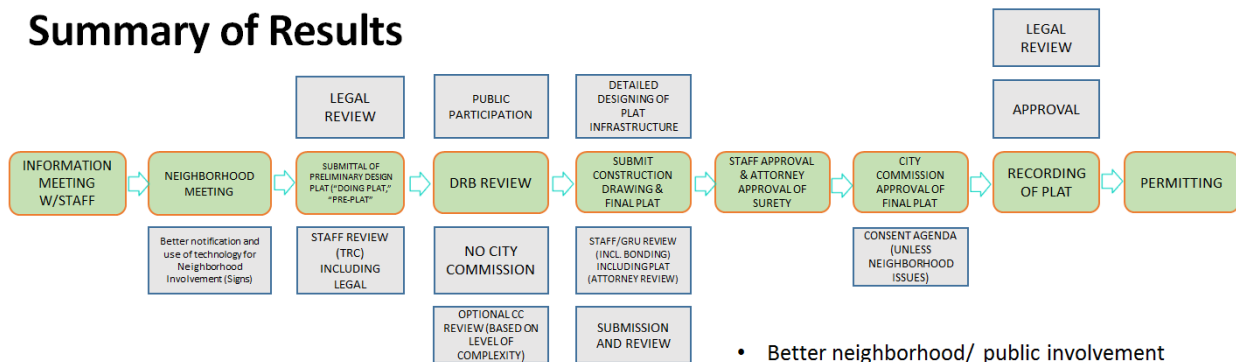 Summary of Results
LEGAL
REVIEW
LEGAL
REVIEW
PUBLIC
PARTICIPATION
DETAILED
DESIGNING OF
PLAT
INFRASTRUCTURE
APPROVAL
INFORMATION
MEETING
W/STAFF
NEIGHBORHOOD
MEETING
SUBMITTAL OF
PRELIMINARY DESIGN
PLAT ("DOING PLAT,"
"PRE-PLAT"
DRB REVIEW
SUBMIT
CONSTRUCTION
DRAWING &
FINAL PLAT
STAFF APPROVAL
& ATTORNEY
APPROVAL OF
SURETY
CITY
COMMISSION
APPROVAL OF
FINAL PLAT
RECORDING
OF PLAT
PERMITTING
Better notification and
use of technology for
Neighborhood
Involvement (Signs)
STAFF REVIEW
(TRC)
INCLUDING
LEGAL
NO CITY
COMMISSION
STAFF/GRU REVIEW
(INCL. BONDING)
INCLUDING PLAT
(ATTORNEY REVIEW)
CONSENT AGENDA
(UNLESS
NEIGHBORHOOD
ISSUES)
OPTIONAL CC
REVIEW (BASED ON
LEVEL OF
COMPLEXITY)
SUBMISSION
AND REVIEW
• Better neighborhood/ public involvement